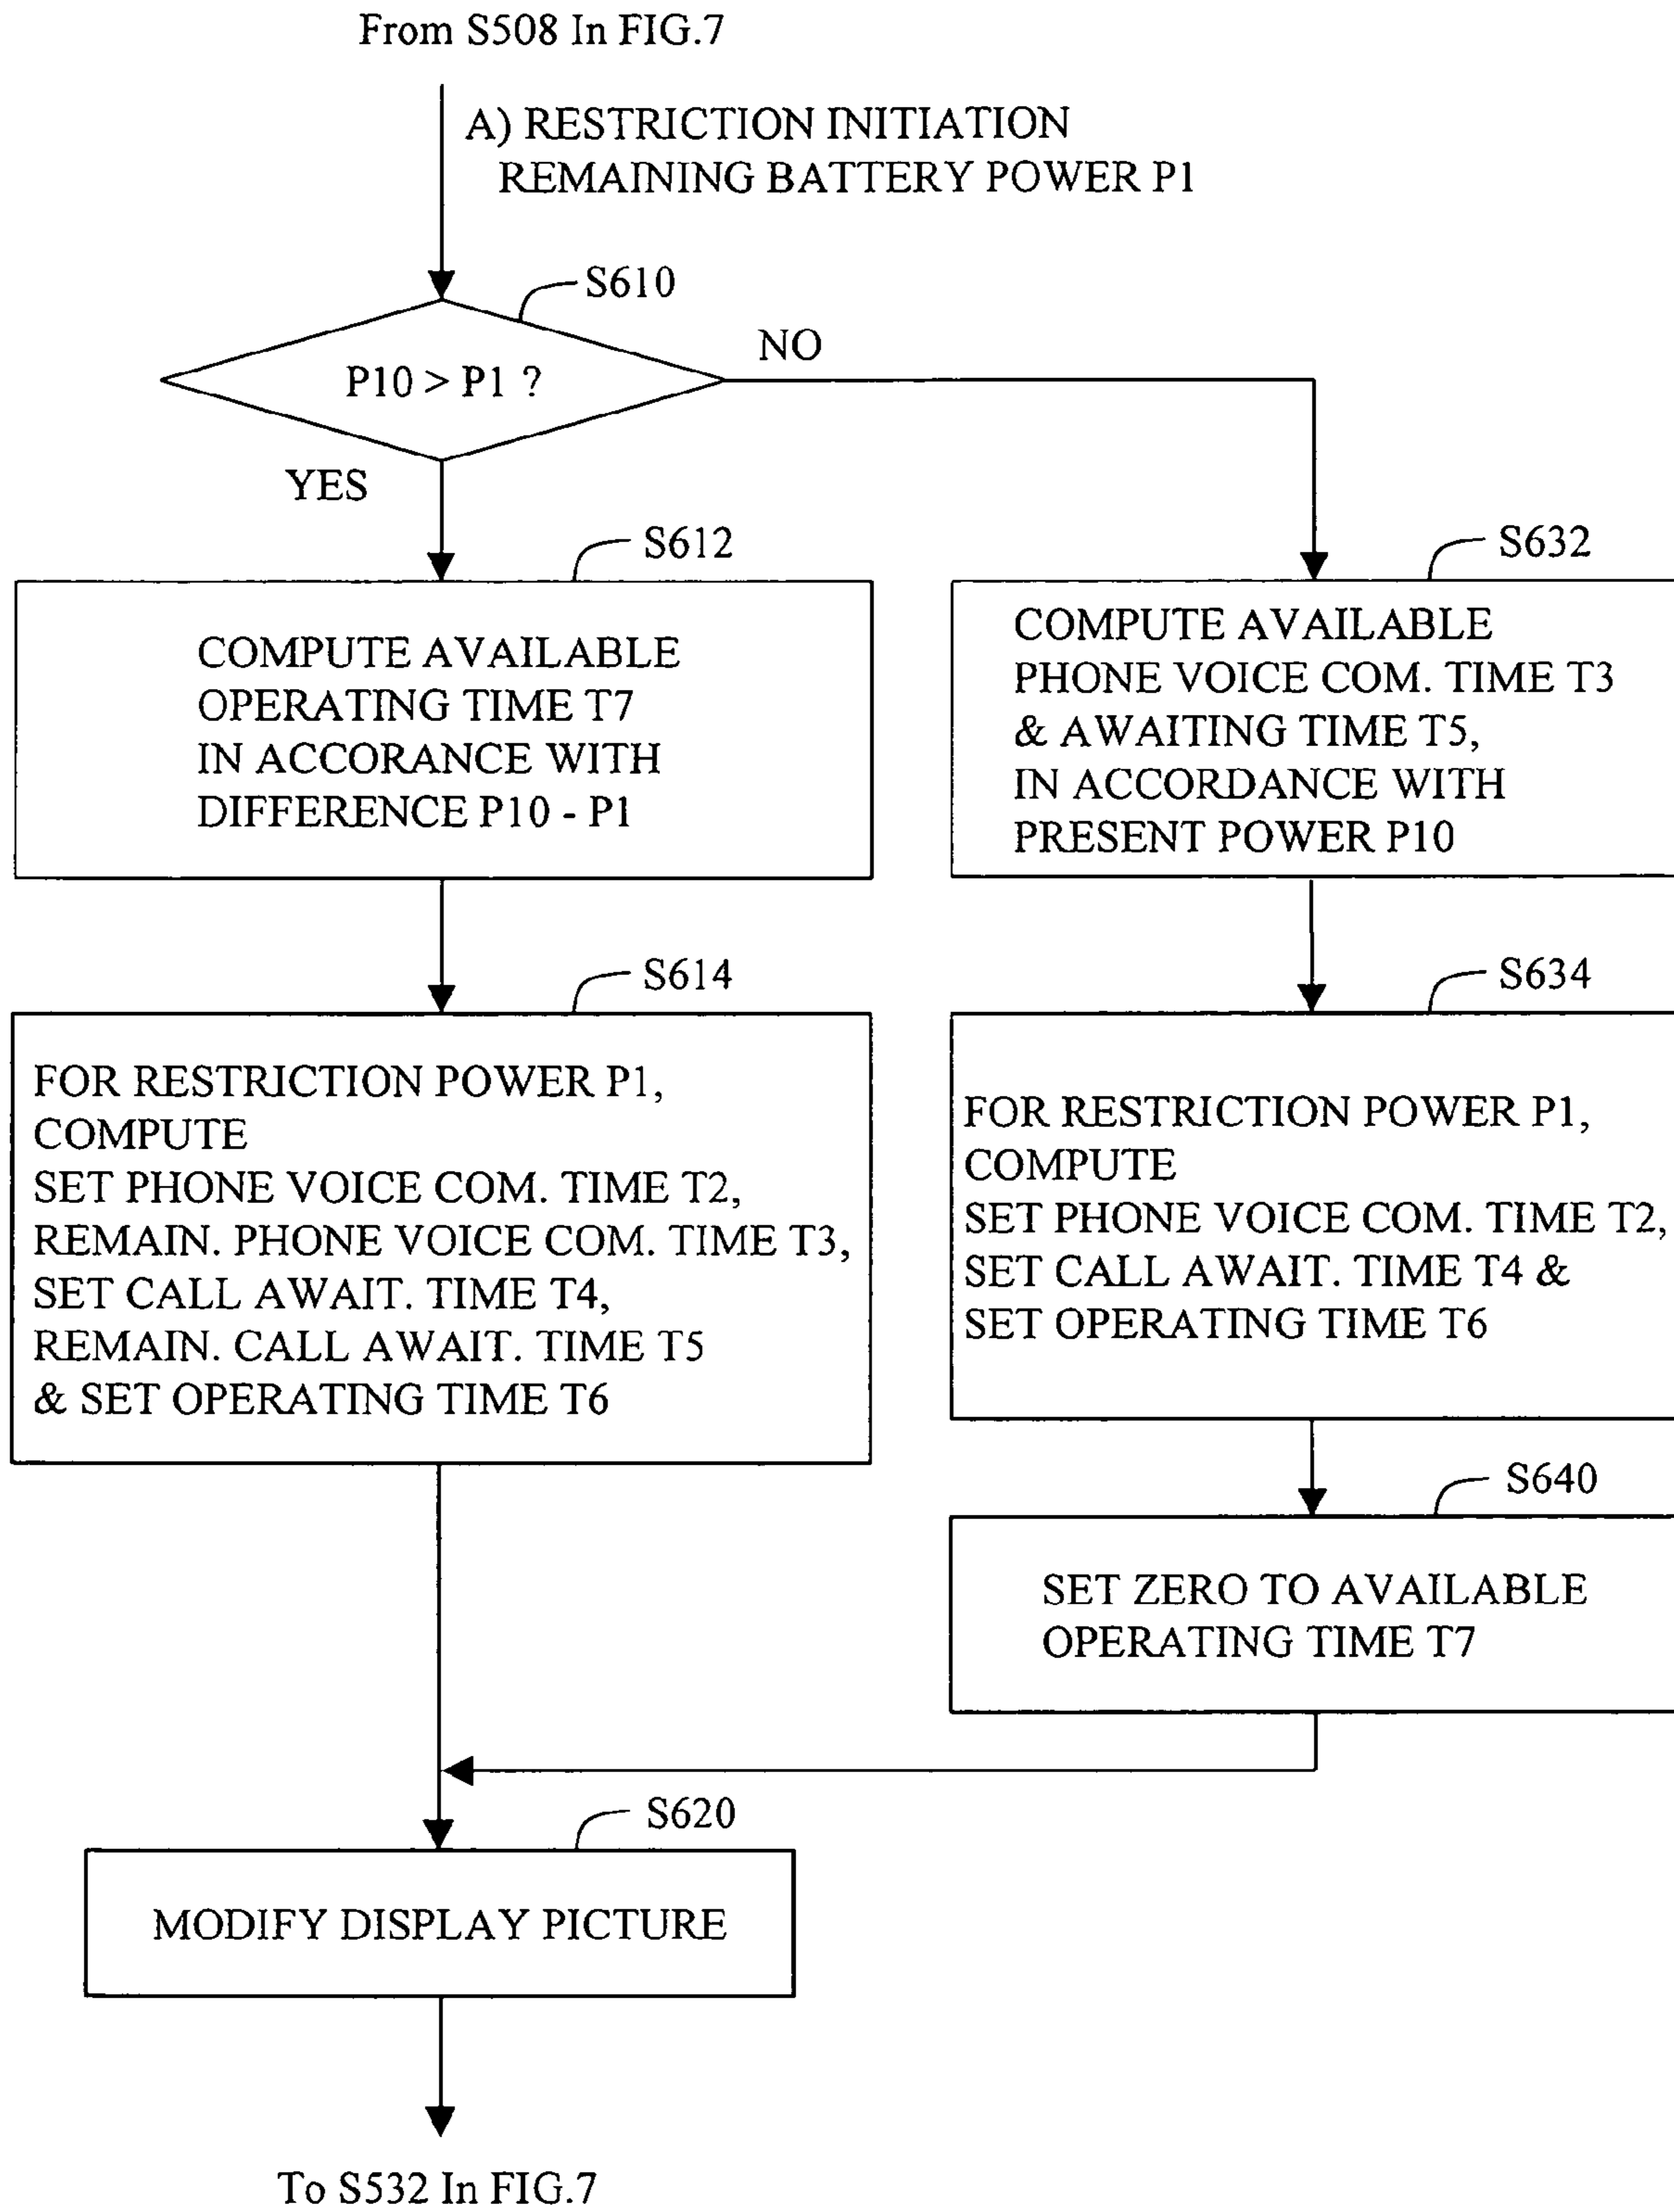 From S508 In FIG.7
A) RESTRICTION INITIATION
REMAINING BATTERY POWER P1
S610
P10 > P1 ?
NO
YES
S612
COMPUTE AVAILABLE
OPERATING TIME T7
IN ACCORANCE WITH
DIFFERENCE P10 - P1
S632
COMPUTE AVAILABLE
PHONE VOICE COM. TIME T3
& AWAITING TIME T5,
IN ACCORDANCE WITH
PRESENT POWER P10
S614
FOR RESTRICTION POWER P1,
COMPUTE
SET PHONE VOICE COM. TIME T2,
REMAIN. PHONE VOICE COM. TIME T3,
SET CALL AWAIT. TIME T4,
REMAIN. CALL AWAIT. TIME T5
& SET OPERATING TIME T6
S634
FOR RESTRICTION POWER P1,
COMPUTE
SET PHONE VOICE COM. TIME T2,
SET CALL AWAIT. TIME T4 &
SET OPERATING TIME T6
S640
SET ZERO TO AVAILABLE
OPERATING TIME T7
S620
MODIFY DISPLAY PICTURE
To S532 In FIG.7